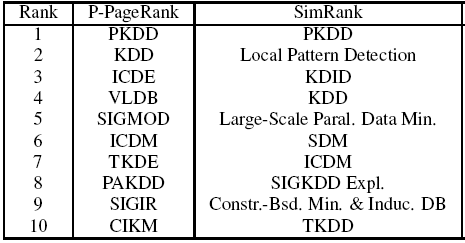 Rank P-PageRank SimRank
1 PKDD PKDD
2 KDD Local Pattern Detection
3 ICDE KDID
4 VLDB KDD
5 SIGMOD Large-Scale Paral. Data Min.
6 ICDM SDM
7 TKDE ICDM
8 PAKDD SIGKDD Expl.
9 SIGIR Constr.-Bsd. Min. & Induc. DB
10 CIKM TKDD